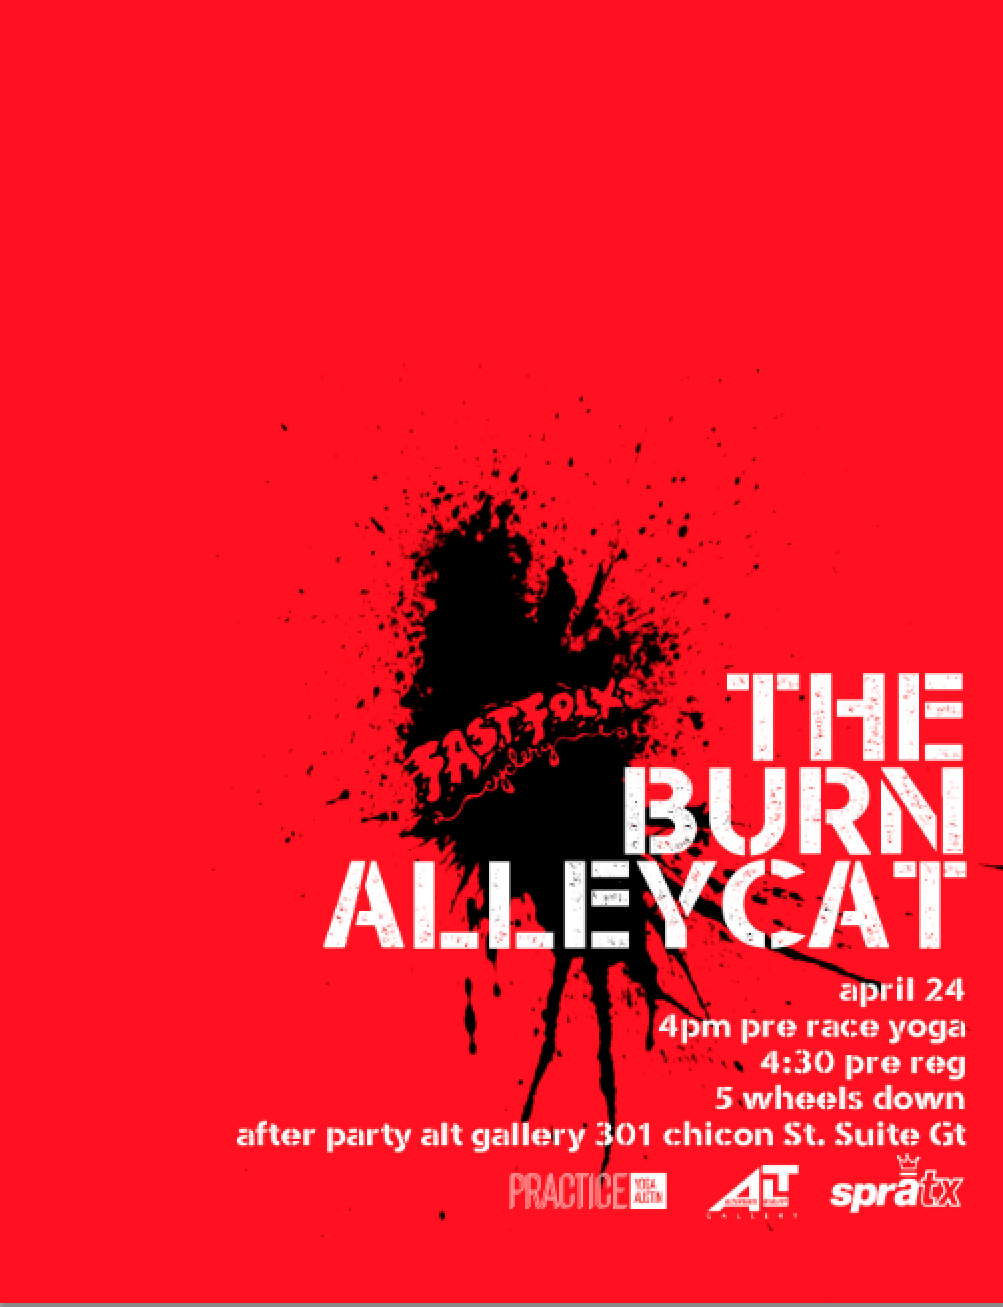 FAST FOLKS
cyclery
THE
BURN
ALLEYCAT
april 24
4pm pre race yoga
4:30 pre reg
5 wheels down
after party alt gallery 301 chicon St. Suite Gt
PRACTICE YOGA AUSTIN
ALT
GALLERY
spratx